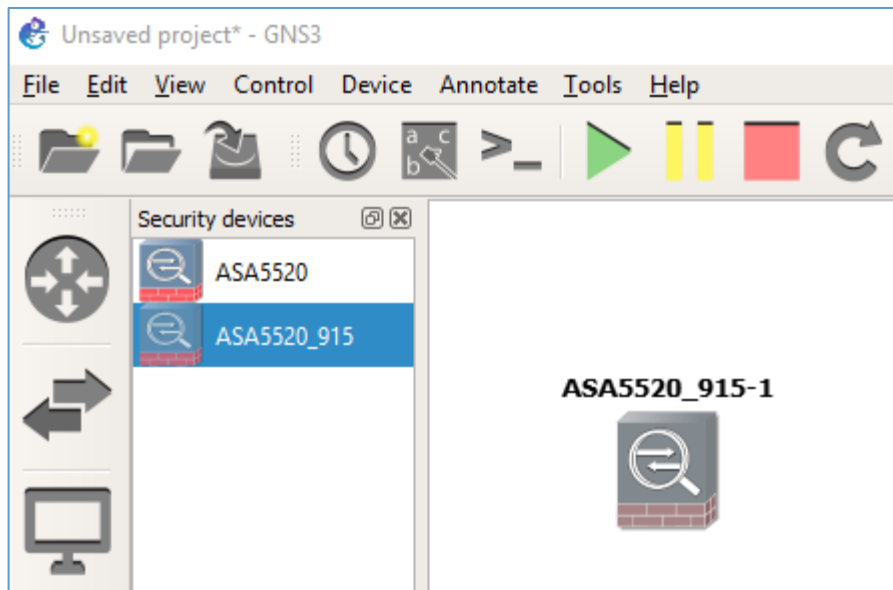 Unsaved project* - GNS3
File Edit View Control Device Annotate Tools Help
a c
b
>_
Security devices
ASA5520
ASA5520_915
ASA5520_915-1